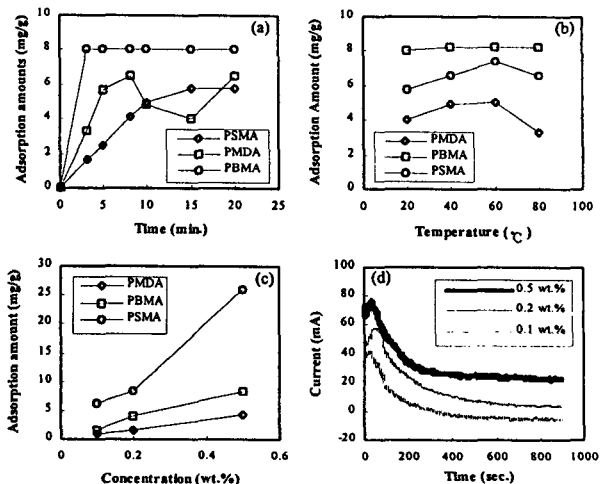 Adsorption amounts (mg/g)
10
8
6
4
2
0
(a)
PSMA
PMDA
PBMA
0 5 10 15 20 25
Time (min.)
Adsorption Amount (mg/g)
10
8
6
4
2
0
(b)
PMDA
PBMA
PSMA
0 20 40 60 80 100
Temperature (℃)
Adsorption amount (mg/g)
30
25
20
15
10
5
0
(c)
PMDA
PBMA
PSMA
0 0.2 0.4 0.6
Concentration (wt.%)
Current (mA)
100
80
60
40
20
0
-20
(d)
0.5 wt.%
0.2 wt.%
0.1 wt.%
0 200 400 600 800 1000
Time (sec.)